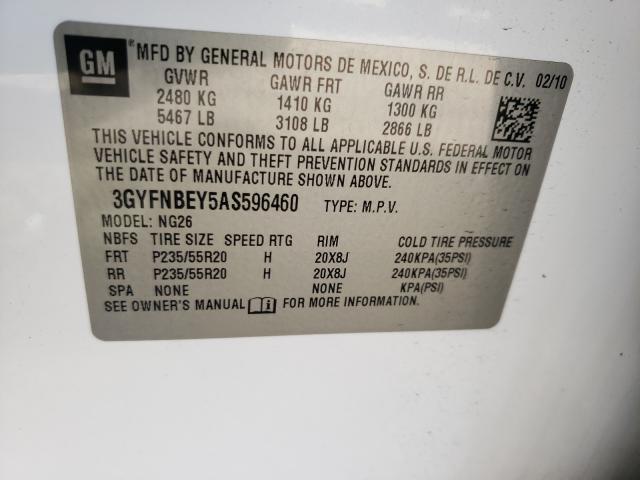 GM
® MFD BY GENERAL MOTORS DE MEXICO, S. DE R.L. DE C.V. 02/10
GVWR GAWR FRT GAWR RR
2480 KG 1410 KG 1300 KG
5467 LB 3108 LB 2866 LB
THIS VEHICLE CONFORMS TO ALL APPLICABLE U.S. FEDERAL MOTOR
VEHICLE SAFETY AND THEFT PREVENTION STANDARDS IN EFFECT ON
THE DATE OF MANUFACTURE SHOWN ABOVE.
3GYFNBEY5AS596460 TYPE: M.P.V.
MODEL: NG26
NBFS TIRE SIZE SPEED RTG RIM COLD TIRE PRESSURE
FRT P235/55R20 H 20X8J 240KPA(35PSI)
RR P235/55R20 H 20X8J 240KPA(35PSI)
SPA NONE NONE KPA(PSI)
SEE OWNER'S MANUAL FOR MORE INFORMATION.